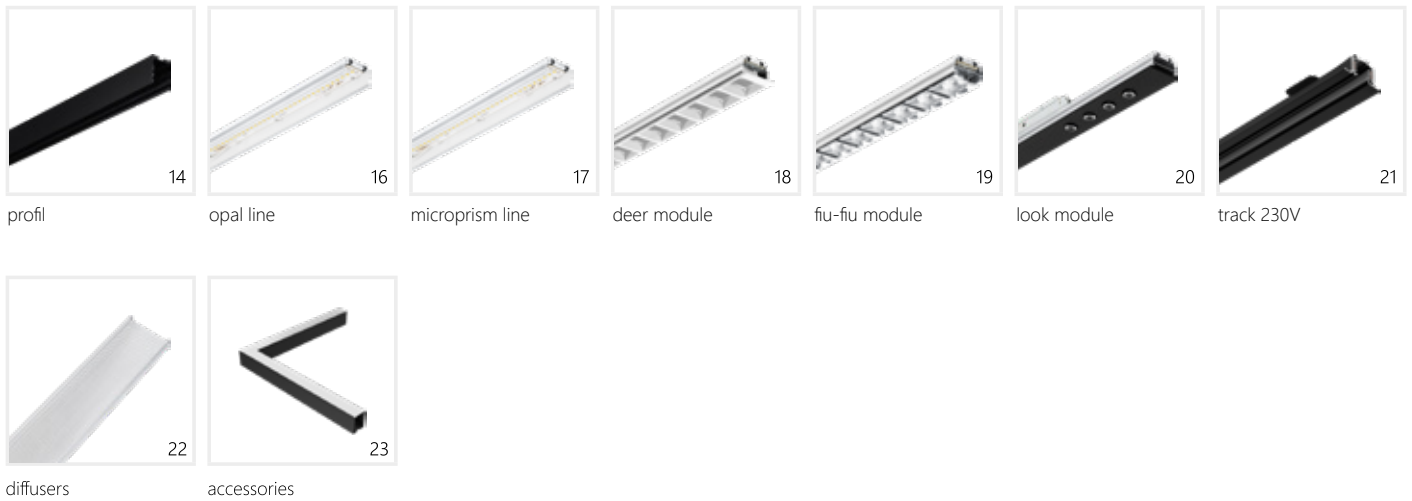 14
16
17
18
19
20
21
profil
opal line
microprism line
deer module
fiu-fiu module
look module
track 230V
22
23
diffusers
accessories